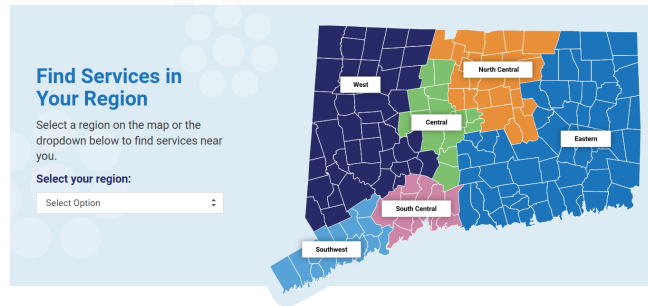 Find Services in
Your Region
Select a region on the map or the
dropdown below to find services near
you.
Select your region:
Select Option
West
North Central
Central
Eastern
South Central
Southwest